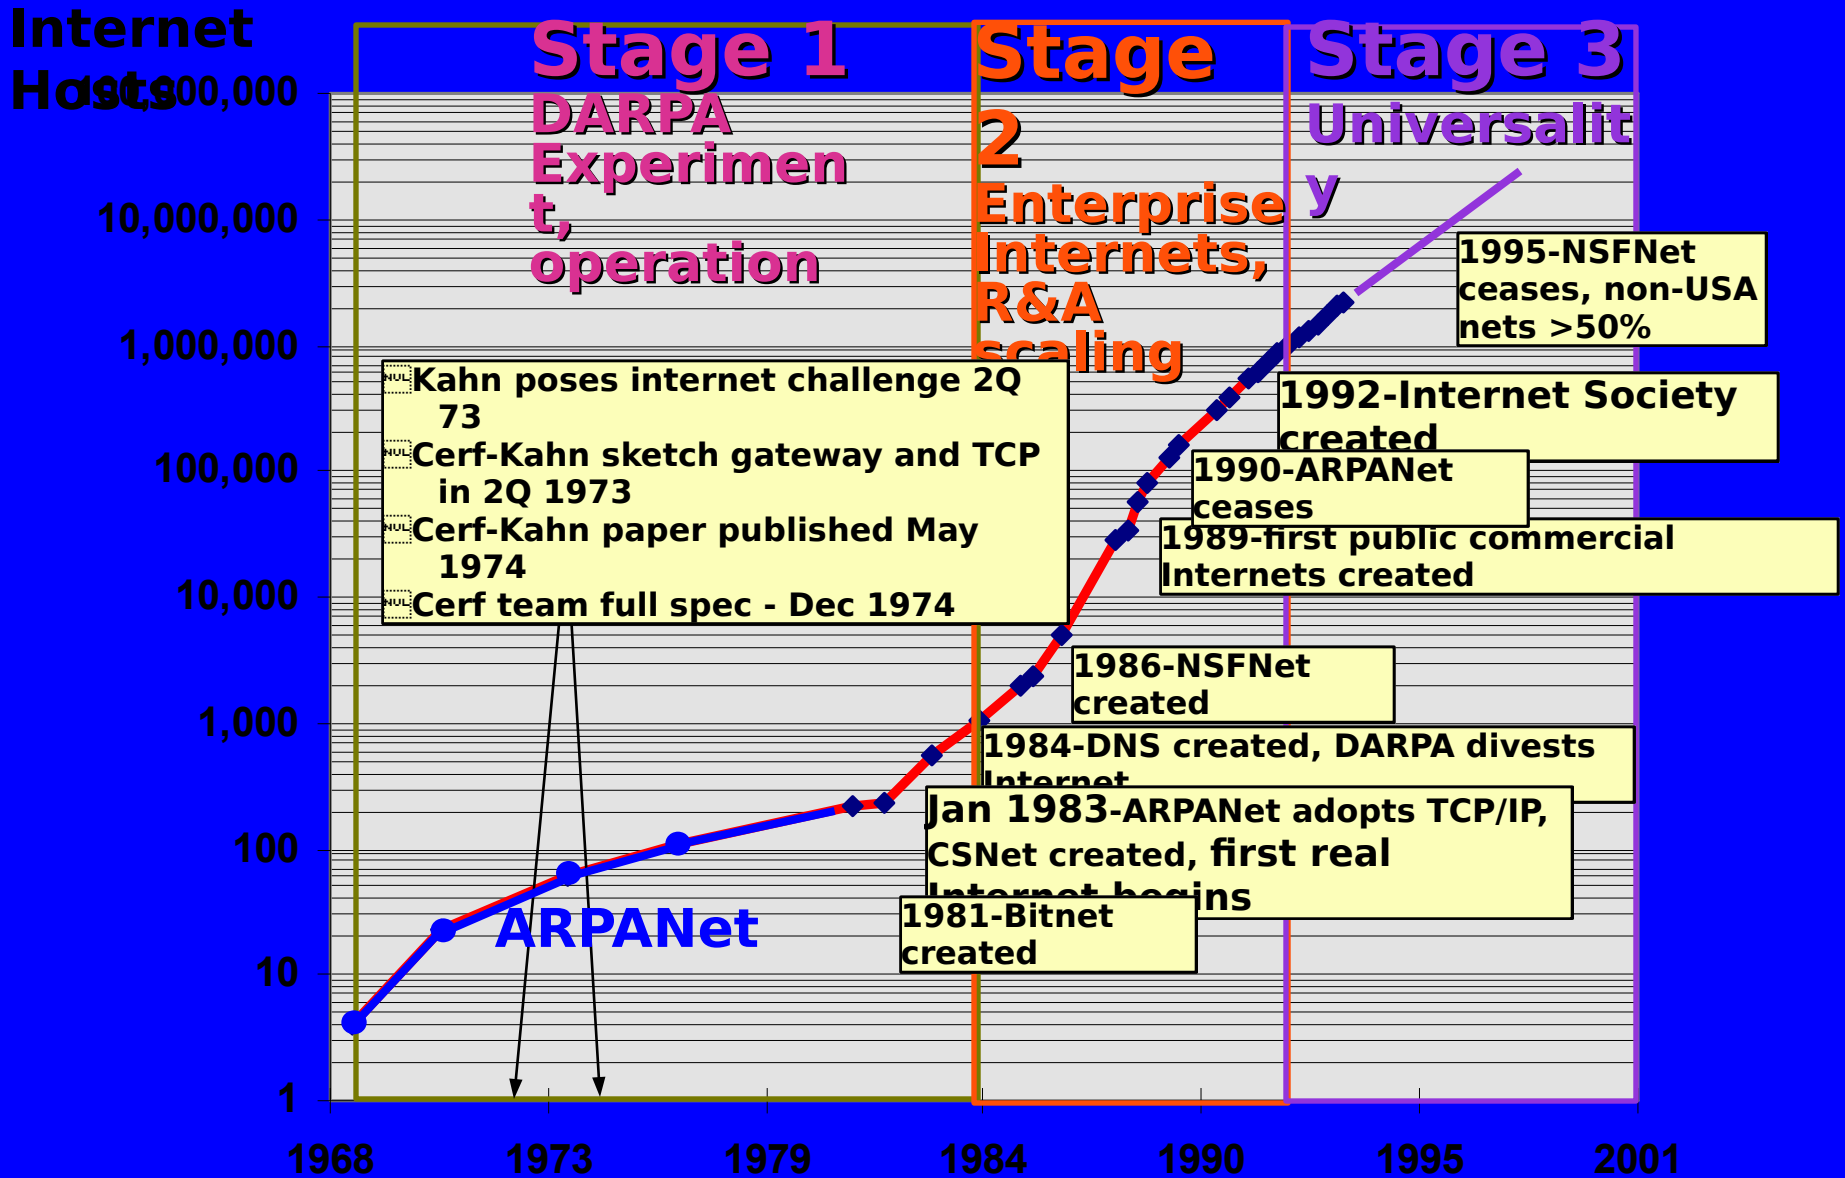 Internet
Hosts
Stage 1
DARPA
Experimen
t,
operation
Stage
2
Enterprise
Internets,
R&A
scaling
Stage 3
Universalit
y
100,000,000
10,000,000
1,000,000
100,000
10,000
1,000
100
10
1
1995-NSFNet
ceases, non-USA
nets >50%
Kahn poses internet challenge 2Q
73
Cerf-Kahn sketch gateway and TCP
in 2Q 1973
Cerf-Kahn paper published May
1974
Cerf team full spec - Dec 1974
1992-Internet Society
created
1990-ARPANet
ceases
1989-first public commercial
Internets created
1986-NSFNet
created
1984-DNS created, DARPA divests
Internet
Jan 1983-ARPANet adopts TCP/IP,
CSNet created, first real
Internet begins
1981-Bitnet
created
ARPANet
1968 1973 1979 1984 1990 1995 2001